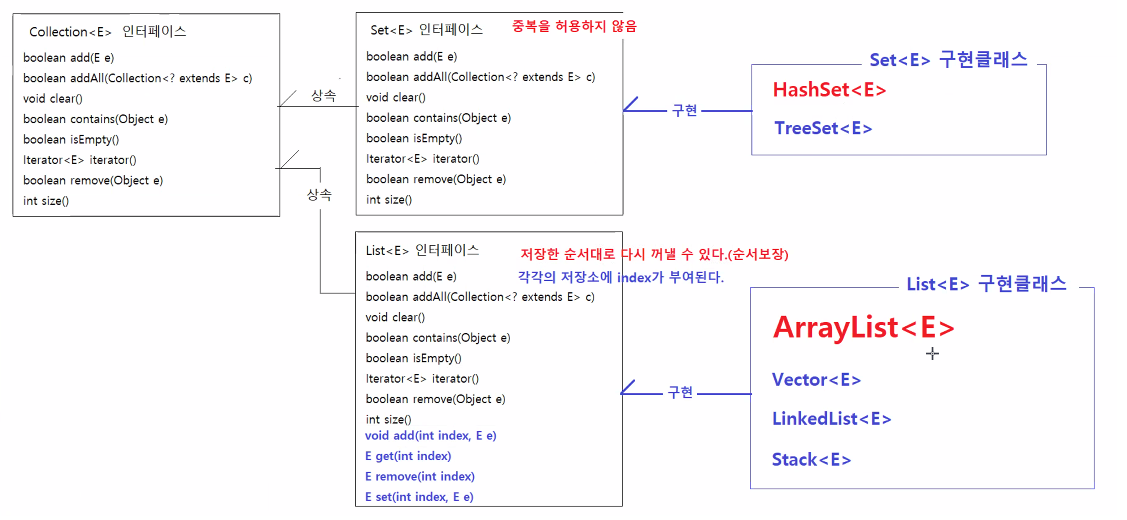 Collection<E> 인터페이스
boolean add(E e)
boolean addAll(Collection<? extends E> c)
void clear()
boolean contains(Object e)
boolean isEmpty()
Iterator<E> iterator()
boolean remove(Object e)
int size()
상속
상속
Set<E> 인터페이스
중복을 허용하지 않음
boolean add(E e)
boolean addAll(Collection<? extends E> c)
void clear()
boolean contains(Object e)
boolean isEmpty()
Iterator<E> iterator()
boolean remove(Object e)
int size()
구현
Set<E> 구현클래스
HashSet<E>
TreeSet<E>
List<E> 인터페이스
저장한 순서대로 다시 꺼낼 수 있다.(순서보장)
각각의 저장소에 index가 부여된다.
boolean add(E e)
boolean addAll(Collection<? extends E> c)
void clear()
boolean contains(Object e)
boolean isEmpty()
Iterator<E> iterator()
boolean remove(Object e)
int size()
void add(int index, E e)
E get(int index)
E remove(int index)
E set(int index, E e)
구현
List<E> 구현클래스
ArrayList<E>
Vector<E>
LinkedList<E>
Stack<E>